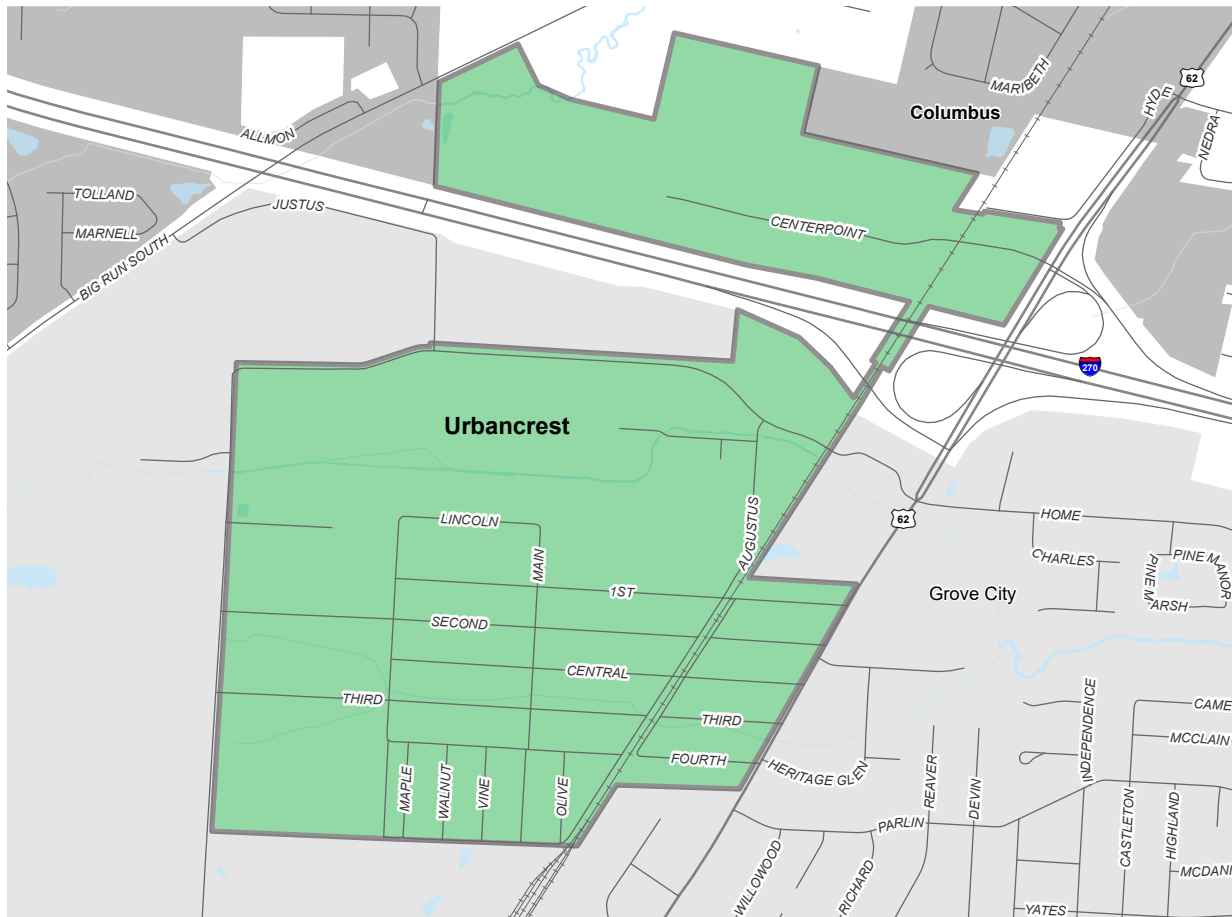 62
MARIBETH
HYDE
Columbus
NEDRA
ALLMON
TOLLAND
JUSTUS
MARNELL
CENTERPOINT
BIG RUN SOUTH
270
Urbancrest
62
AUGUSTUS
HOME
LINCOLN
MAIN
CHARLES
PINE MANOR
PINE M
ARSH
1ST
Grove City
SECOND
CENTRAL
THIRD
THIRD
INDEPENDENCE
CAME
MCCLAIN
FOURTH
HERITAGE GLEN
MAPLE
WALNUT
VINE
OLIVE
REAVER
DEVIN
PARLIN
CASTLETON
HIGHLAND
WILLOWOOD
RICHARD
MCDANI
YATES